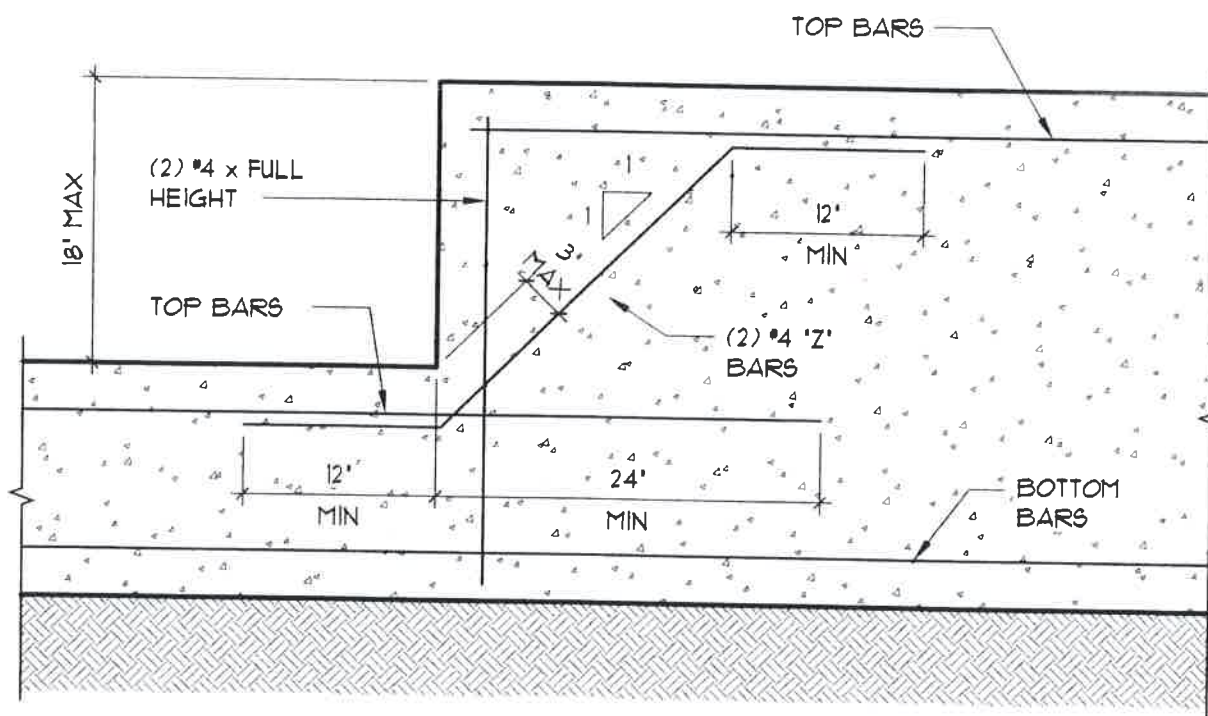 TOP BARS
(2) #4 x FULL
HEIGHT
18' MAX
1
1
12'
MIN
3'
MAX
TOP BARS
(2) #4 'Z'
BARS
12'
MIN
24'
MIN
BOTTOM
BARS